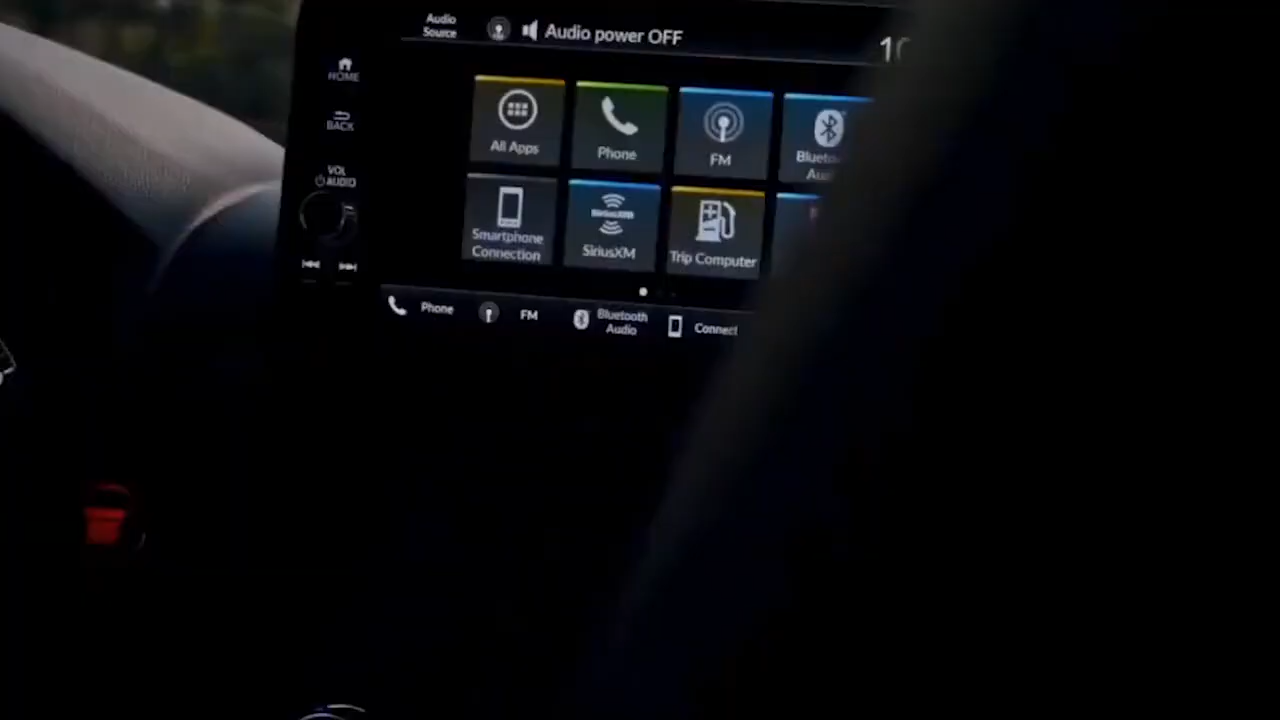 Audio
Source
Audio power OFF
HOME
BACK
VOL
AUDIO
All Apps
Phone
FM
Smartphone
Connection
SiriusXM
SiriusXM
Trip Computer
Phone
FM
Bluetooth
Audio
Connect